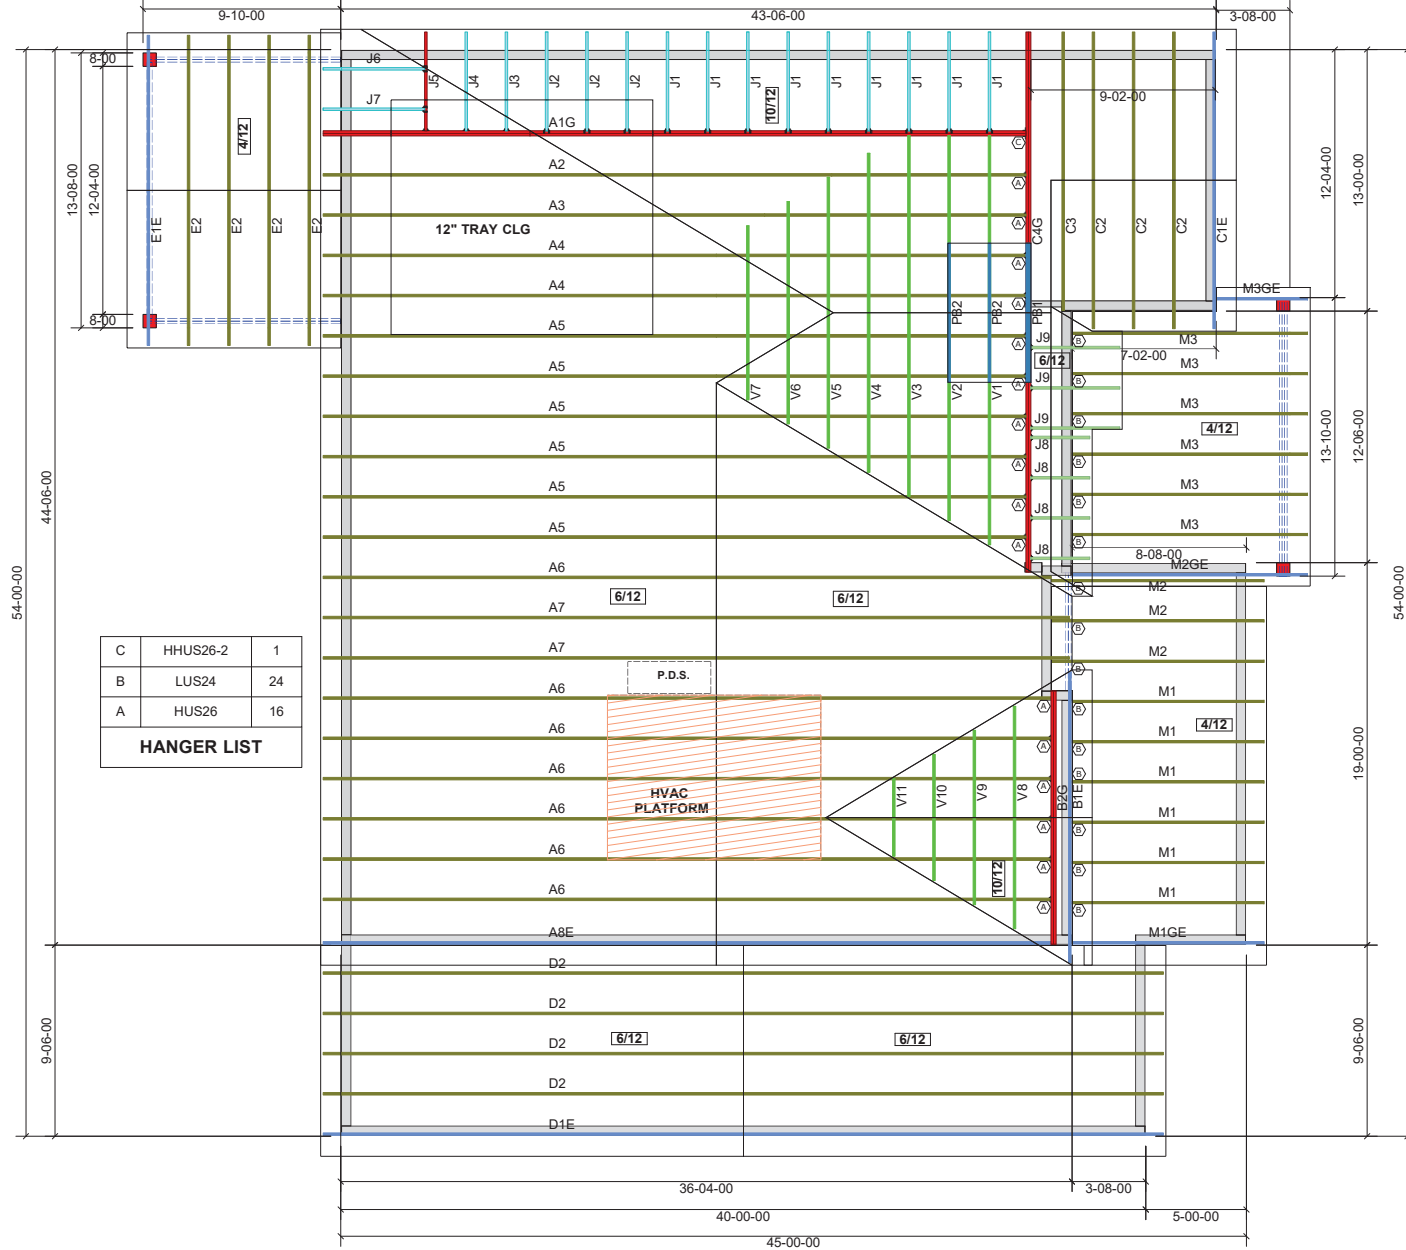 9-10-00
43-06-00
3-08-00
8-00
J6
J7
J5
J4
J3
J2
J2
J2
J1
J1
J1
J1
J1
J1
J1
J1
J1
10/12
9-02-00
4/12
A1G
C
A2
A
A3
A
12" TRAY CLG
A4
A
A4
A
A5
A
A5
A
A5
A
A5
A
A5
A
A5
A
A6
A7
A7
A6
A
A6
A
A6
A
A6
A
A6
A
A6
A
A8E
E1E
E2
E2
E2
E2
C4G
C3
C2
C2
C2
C1E
13-08-00
12-04-00
8-00
12-04-00
13-00-00
M3GE
PB2
PB2
PB1
V7
V6
V5
V4
V3
V2
V1
J9
J9
J9
J8
J8
J8
J8
6/12
7-02-00
B
B
B
B
B
B
M3
M3
M3
M3
M3
M3
4/12
13-10-00
12-06-00
8-08-00
M2GE
M2
M2
M2
B
B
B
M1
M1
M1
M1
M1
M1
B
B
B
B
B
B
4/12
M1GE
44-06-00
54-00-00
54-00-00
19-00-00
6/12
6/12
P.D.S.
HVAC
PLATFORM
V11
V10
V9
V8
B2G
B1E
10/12
C HHUS26-2 1
B LUS24 24
A HUS26 16
HANGER LIST
D2
D2
D2
D2
D1E
6/12
6/12
9-06-00
9-06-00
36-04-00
3-08-00
40-00-00
5-00-00
45-00-00